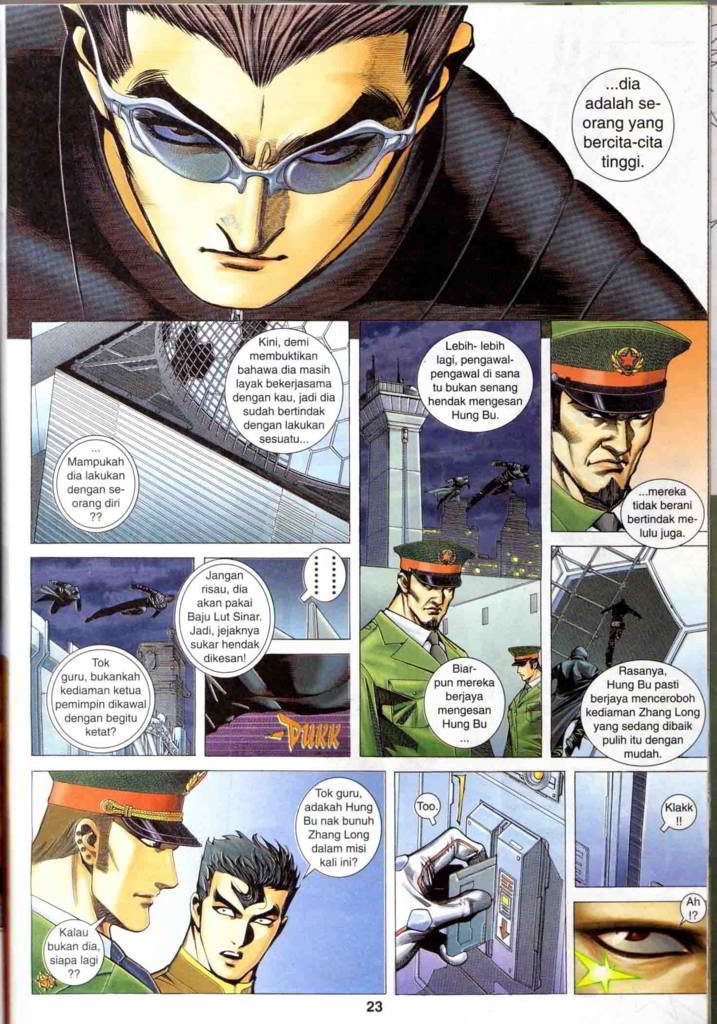 ...dia
adalah se-
orang yang
bercita-cita
tinggi.
Kini, demi
membuktikan
bahawa dia masih
layak bekerjasama
dengan kau, jadi dia
sudah bertindak
dengan lakukan
sesuatu...
...
Mampukah
dia lakukan
dengan se-
orang diri
??
Lebih- lebih
lagi, pengawal-
pengawal di sana
tu bukan senang
hendak mengesan
Hung Bu.
...mereka
tidak berani
bertindak me-
lulu juga.
Tok
guru, bukankah
kediaman ketua
pemimpin dikawal
dengan begitu
ketat?
Jangan
risau, dia
akan pakai
Baju Lut Sinar.
Jadi, jejaknya
sukar hendak
dikesan!
DUKK
Biar-
pun mereka
berjaya
mengesan
Hung Bu
...
Rasanya,
Hung Bu pasti
berjaya menceroboh
kediaman Zhang Long
yang sedang dibaik
pulih itu dengan
mudah.
Tok guru,
adakah Hung
Bu nak bunuh
Zhang Long
dalam misi
kali ini?
Kalau
bukan dia,
siapa lagi
??
Too.
Klakk
!!
Ah
!?
23